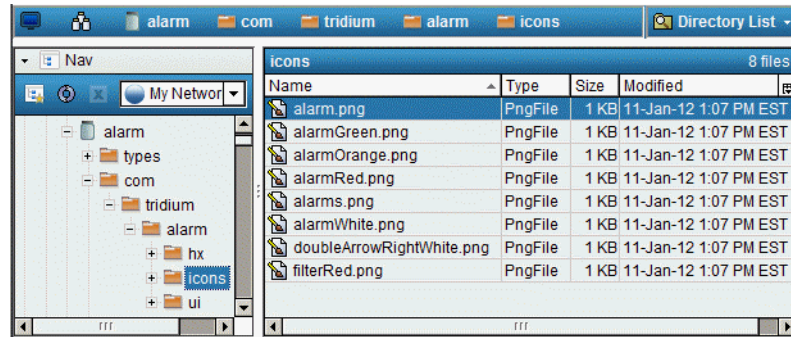 alarm com tridium alarm icons Directory List
Nav
My Networ
alarm
types
com
tridium
alarm
hx
icons
ui
icons 8 files
Name Type Size Modified
alarm.png PngFile 1 KB 11-Jan-12 1:07 PM EST
alarmGreen.png PngFile 1 KB 11-Jan-12 1:07 PM EST
alarmOrange.png PngFile 1 KB 11-Jan-12 1:07 PM EST
alarmRed.png PngFile 1 KB 11-Jan-12 1:07 PM EST
alarms.png PngFile 1 KB 11-Jan-12 1:07 PM EST
alarmWhite.png PngFile 1 KB 11-Jan-12 1:07 PM EST
doubleArrowRightWhite.png PngFile 1 KB 11-Jan-12 1:07 PM EST
filterRed.png PngFile 1 KB 11-Jan-12 1:07 PM EST